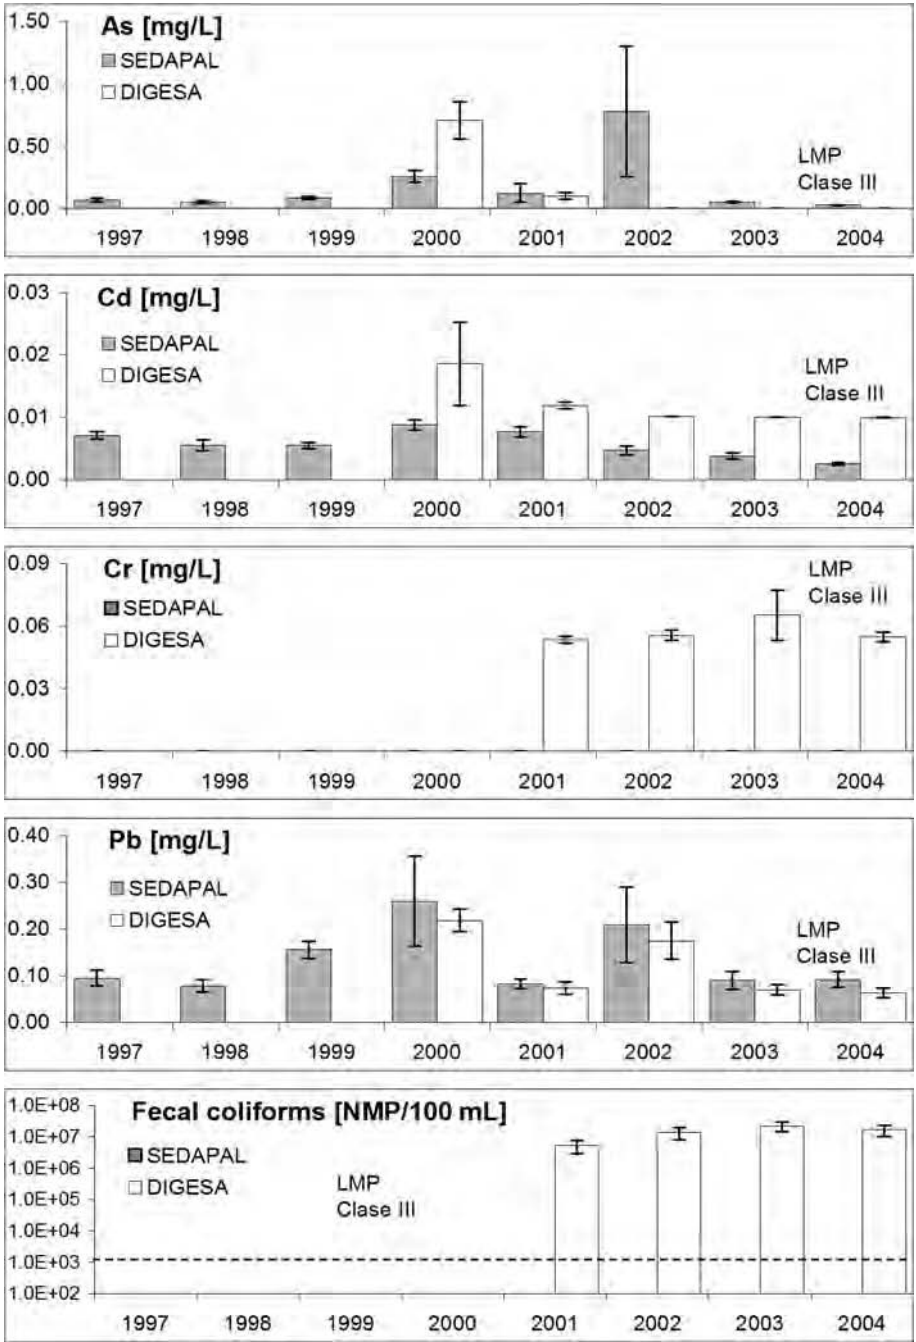 As [mg/L]
SEDAPAL
DIGESA
LMP
Clase III
1.50
1.00
0.50
0.00
1997 1998 1999 2000 2001 2002 2003 2004
Cd [mg/L]
SEDAPAL
DIGESA
LMP
Clase III
0.03
0.02
0.01
0.00
1997 1998 1999 2000 2001 2002 2003 2004
Cr [mg/L]
SEDAPAL
DIGESA
LMP
Clase III
0.09
0.06
0.03
0.00
1997 1998 1999 2000 2001 2002 2003 2004
Pb [mg/L]
SEDAPAL
DIGESA
LMP
Clase III
0.40
0.30
0.20
0.10
0.00
1997 1998 1999 2000 2001 2002 2003 2004
Fecal coliforms [NMP/100 mL]
SEDAPAL
DIGESA
LMP
Clase III
1.0E+08
1.0E+07
1.0E+06
1.0E+05
1.0E+04
1.0E+03
1.0E+02
1997 1998 1999 2000 2001 2002 2003 2004